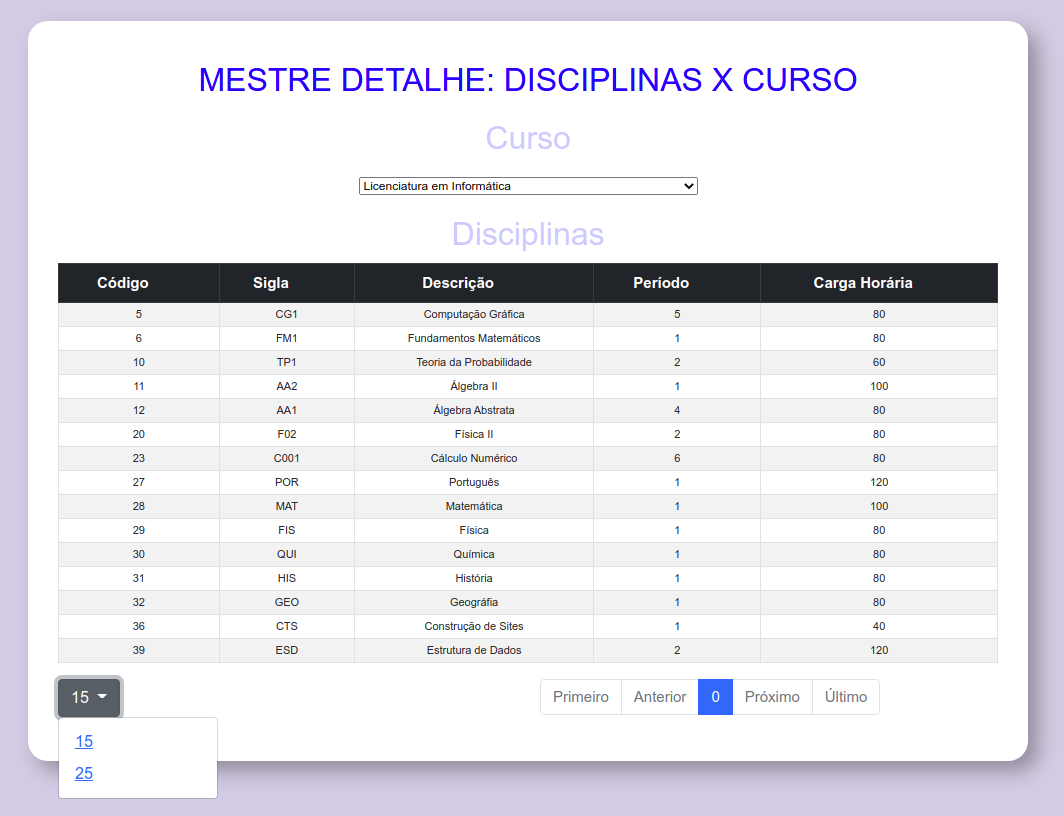 MESTRE DETALHE: DISCIPLINAS X CURSO
Curso
Licenciatura em Informática
Disciplinas
Código Sigla Descrição Período Carga Horária
5 CG1 Computação Gráfica 5 80
6 FM1 Fundamentos Matemáticos 1 80
10 TP1 Teoria da Probabilidade 2 60
11 AA2 Álgebra II 1 100
12 AA1 Álgebra Abstrata 4 80
20 F02 Física II 2 80
23 C001 Cálculo Numérico 6 80
27 POR Português 1 120
28 MAT Matemática 1 100
29 FIS Física 1 80
30 QUI Química 1 80
31 HIS História 1 80
32 GEO Geográfia 1 80
36 CTS Construção de Sites 1 40
39 ESD Estrutura de Dados 2 120
15 Primeiro Anterior 0 Próximo Último
15
25